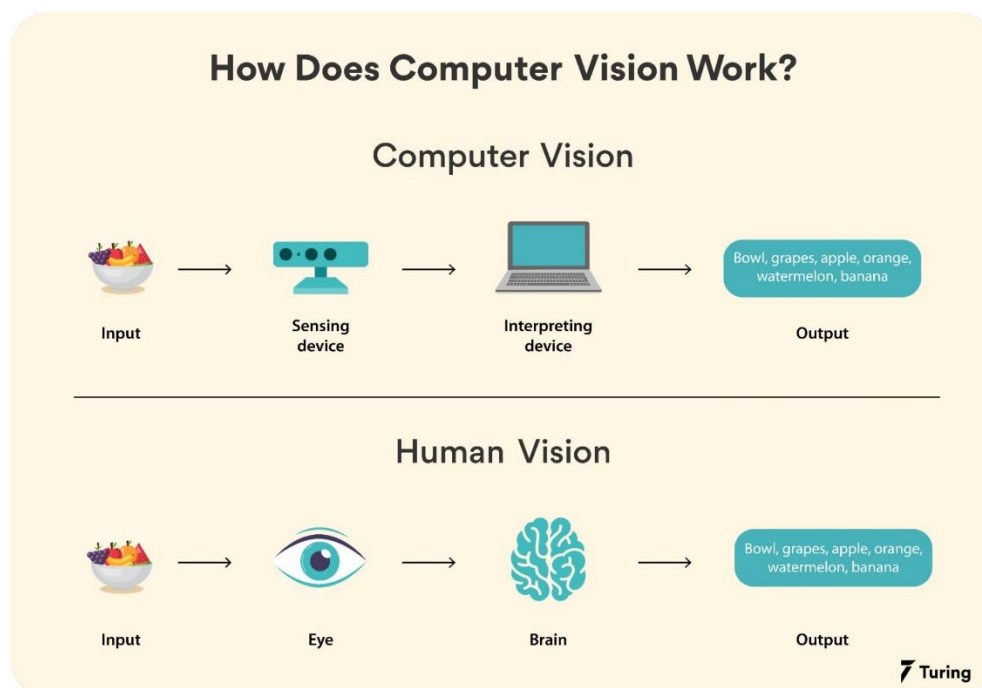 How Does Computer Vision Work?
Computer Vision
Bowl, grapes, apple, orange,
watermelon, banana
Input
Sensing
device
Interpreting
device
Output
Human Vision
Bowl, grapes, apple, orange,
watermelon, banana
Input
Eye
Brain
Output
Turing